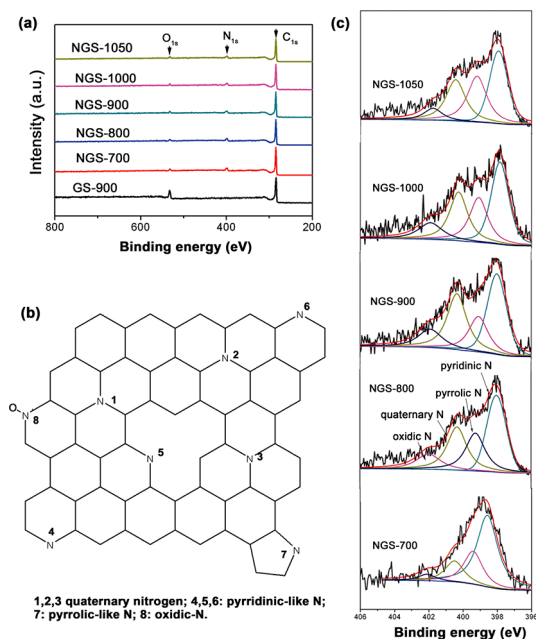 (a)
O1s
N1s
C1s
NGS-1050
NGS-1000
NGS-900
NGS-800
NGS-700
GS-900
Intensity (a.u.)
800 600 400 200
Binding energy (eV)
(b)
N 6
N 2
N 1
O N 8
N 5
N 3
N 4
N 7
1,2,3 quaternary nitrogen; 4,5,6: pyrridinic-like N;
7: pyrrolic-like N; 8: oxidic-N.
(c)
NGS-1050
NGS-1000
NGS-900
NGS-800
pyridinic N
pyrrolic N
quaternary N
oxidic N
NGS-700
406 404 402 400 398 396
Binding energy (eV)